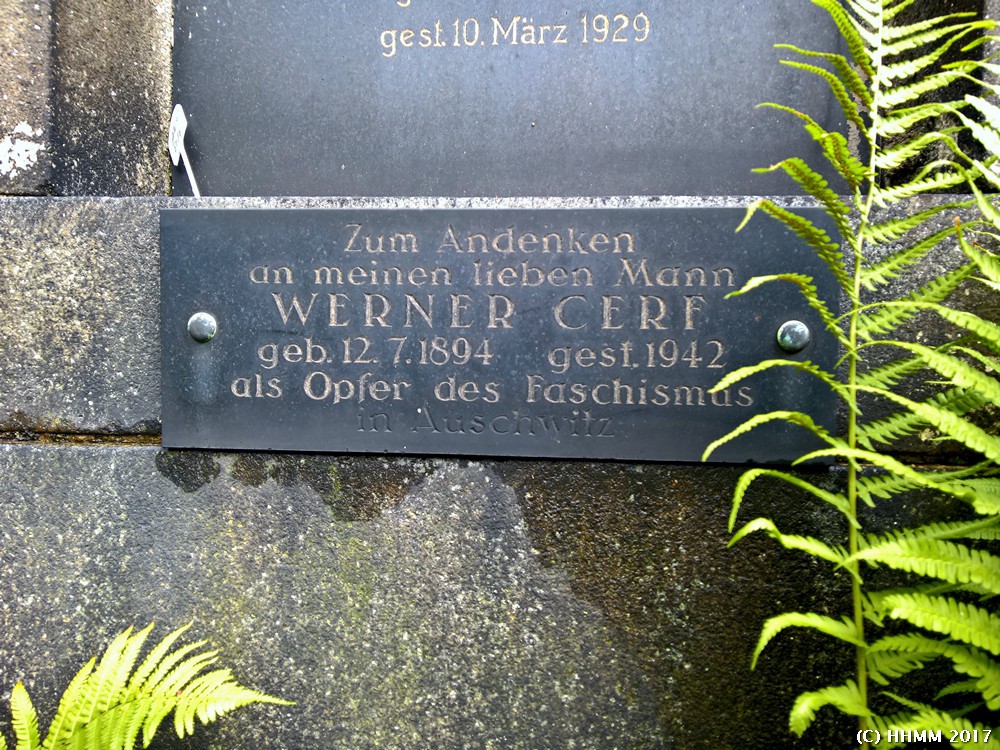 gest. 10. März 1929
Zum Andenken
an meinen lieben Mann
WERNER CERF
geb. 12.7.1894 gest. 1942
als Opfer des Faschismus
in Auschwitz
(C) HHMM 2017